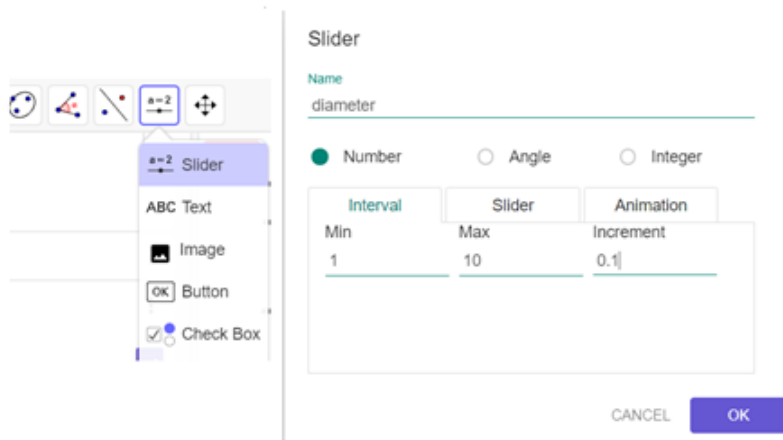 a=2
a=2 Slider
ABC Text
Image
OK Button
Check Box
Slider
Name
diameter
Number Angle Integer
Interval Slider Animation
Min Max Increment
1 10 0.1
CANCEL OK